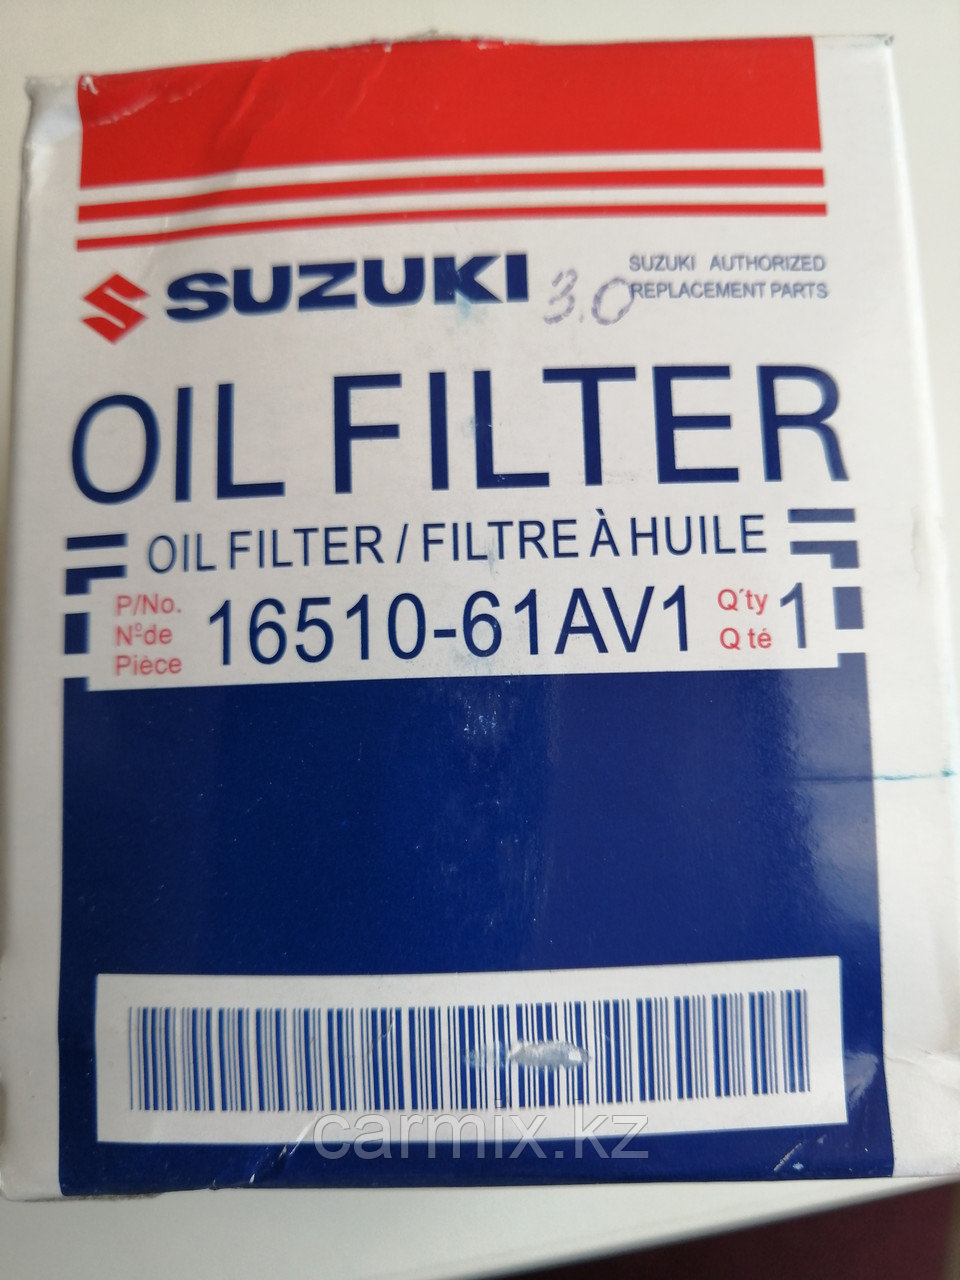 SUZUKI
3.0
SUZUKI AUTHORIZED
REPLACEMENT PARTS
OIL FILTER
OIL FILTER / FILTRE À HUILE
P/No.
Nºde
Pièce
16510-61AV1
Q'ty
Q té
1
carmix.kz